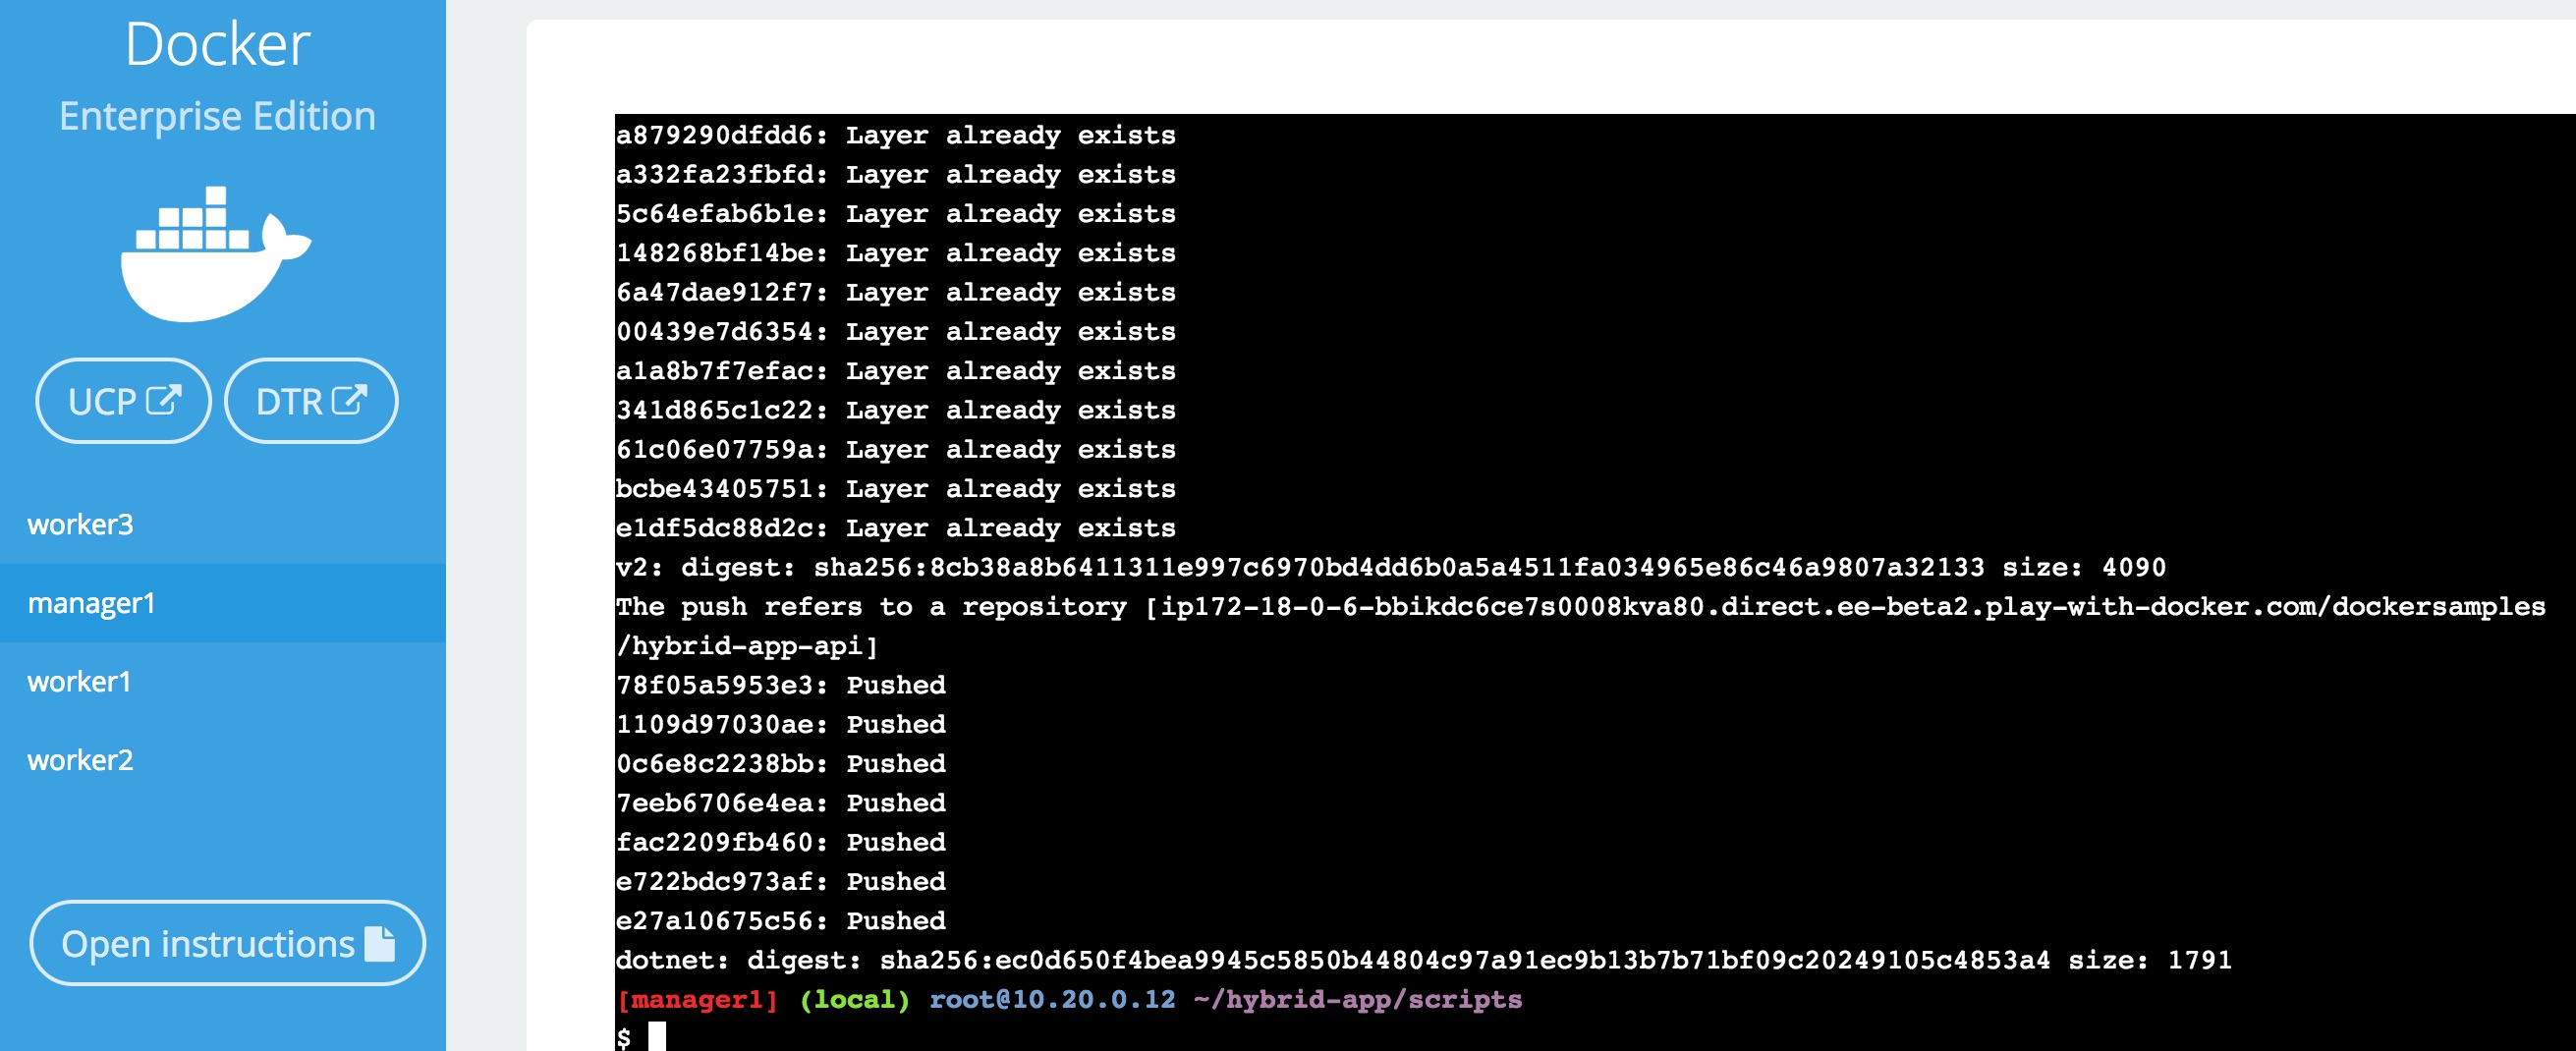 Docker
Enterprise Edition
UCP
DTR
worker3
manager1
worker1
worker2
Open instructions
a879290dfdd6: Layer already exists
a332fa23fbfd: Layer already exists
5c64efab6b1e: Layer already exists
148268bf14be: Layer already exists
6a47dae912f7: Layer already exists
00439e7d6354: Layer already exists
a1a8b7f7efac: Layer already exists
341d865c1c22: Layer already exists
61c06e07759a: Layer already exists
bcbe43405751: Layer already exists
e1df5dc88d2c: Layer already exists
v2: digest: sha256:8cb38a8b6411311e997c6970bd4dd6b0a5a4511fa034965e86c46a9807a32133 size: 4090
The push refers to a repository [ip172-18-0-6-bbikdc6ce7s0008kva80.direct.ee-beta2.play-with-docker.com/dockersamples
/hybrid-app-api]
78f05a5953e3: Pushed
1109d97030ae: Pushed
0c6e8c2238bb: Pushed
7eeb6706e4ea: Pushed
fac2209fb460: Pushed
e722bdc973af: Pushed
e27a10675c56: Pushed
dotnet: digest: sha256:ec0d650f4bea9945c5850b44804c97a91ec9b13b7b71bf09c20249105c4853a4 size: 1791
[manager1] (local) root@10.20.0.12 ~/hybrid-app/scripts
$